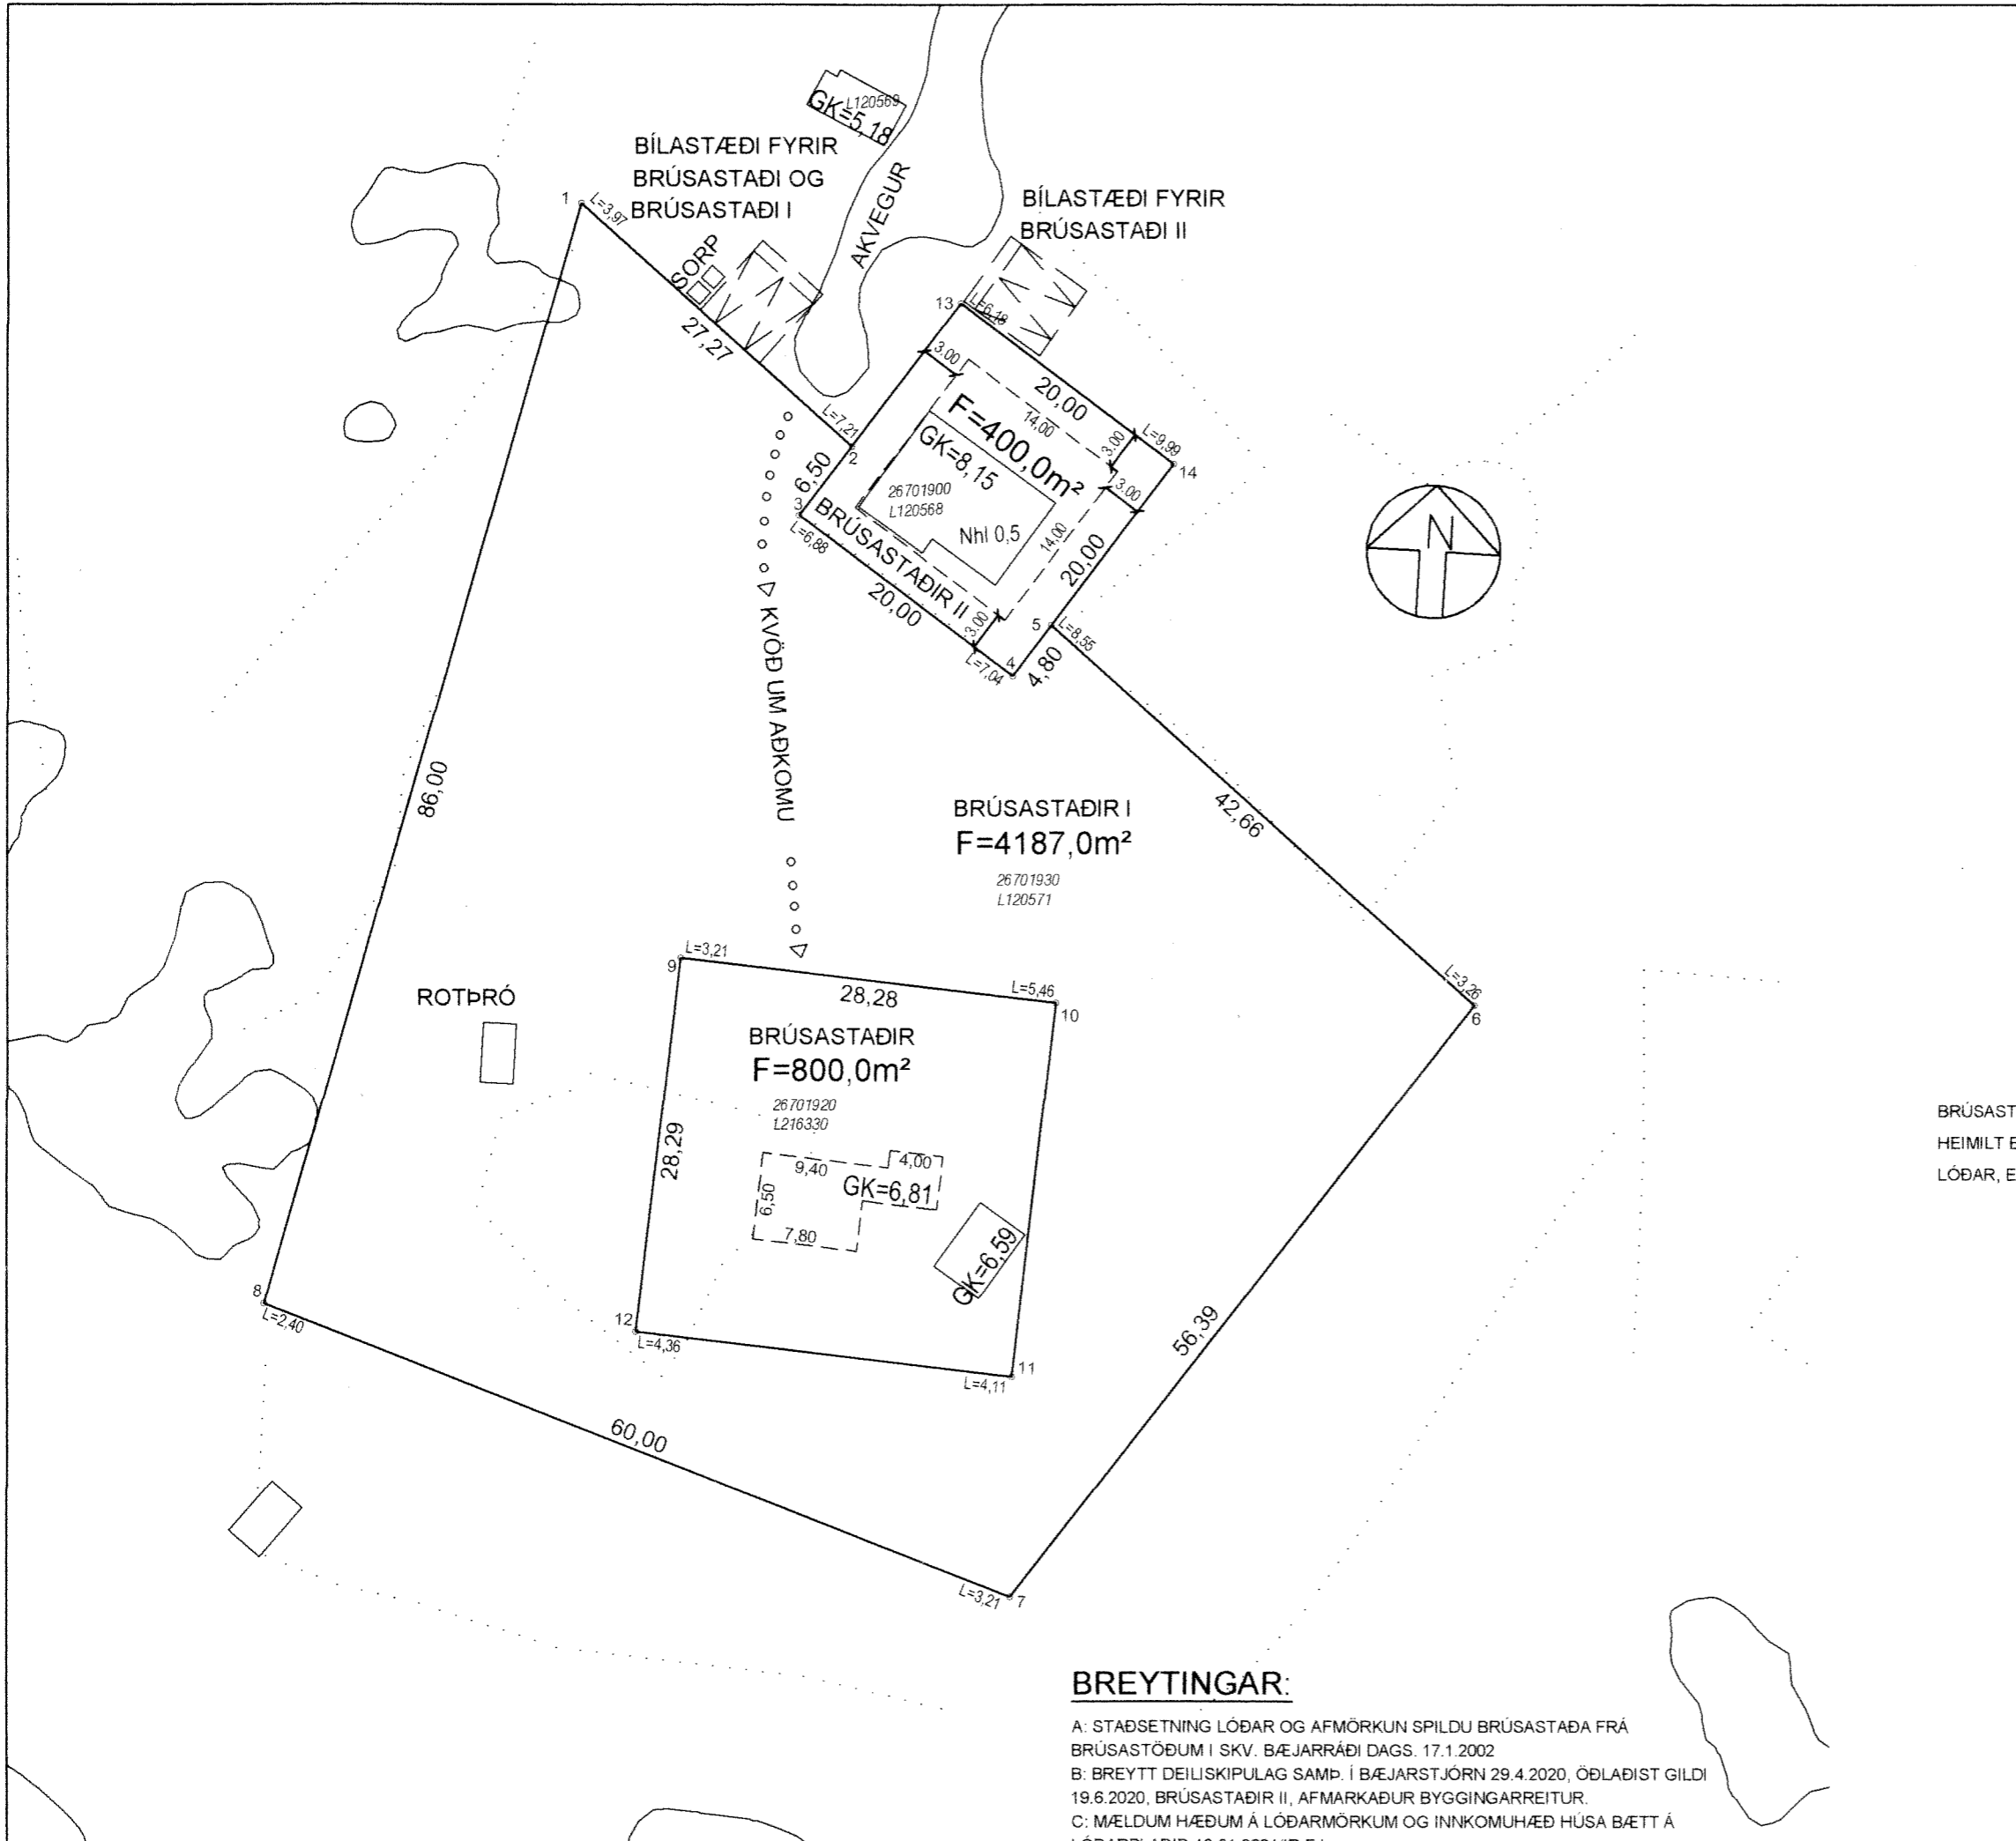 L120569
GK=5,18
BÍLASTÆÐI FYRIR
BRÚSASTAÐI OG
BRÚSASTAÐI I
AKVEGUR
BÍLASTÆÐI FYRIR
BRÚSASTAÐI II
1
L=3,97
SORP
27,27
L=7,21
2
13
L=6,18
3.00
20,00
14,00
F=400,0m²
GK=8,15
3.00
L=9,99
14
3.00
26701900
L120568
Nhl 0,5
14,00
20,00
6,50
3
L=6,88
BRÚSASTAÐIR II
20,00
3.00
L=7,04
4
4,80
5
L=8,55
KVÖÐ UM AÐKOMU
N
86,00
42,66
BRÚSASTAÐIR I
F=4187,0m²
26701930
L120571
9
L=3,21
28,28
L=5,46
10
L=3,26
6
ROTÞRÓ
BRÚSASTAÐIR
F=800,0m²
26701920
L216330
28,29
9,40
4,00
GK=6,81
6,50
7,80
GK=6,59
BRÚSAST
HEIMILT E
LÓÐAR, E
8
L=2,40
12
L=4,36
L=4,11
11
56,39
60,00
L=3,21
7
BREYTINGAR:
A: STAÐSETNING LÓÐAR OG AFMÖRKUN SPILDU BRÚSASTAÐA FRÁ
BRÚSASTÖÐUM I SKV. BÆJARRÁÐI DAGS. 17.1.2002
B: BREYTT DEILISKIPULAG SAMÞ. Í BÆJARSTJÓRN 29.4.2020, ÖÐLAÐIST GILDI
19.6.2020, BRÚSASTAÐIR II, AFMARKAÐUR BYGGINGARREITUR.
C: MÆLDUM HÆÐUM Á LÓÐARMÖRKUM OG INNKOMUHÆÐ HÚSA BÆTT Á